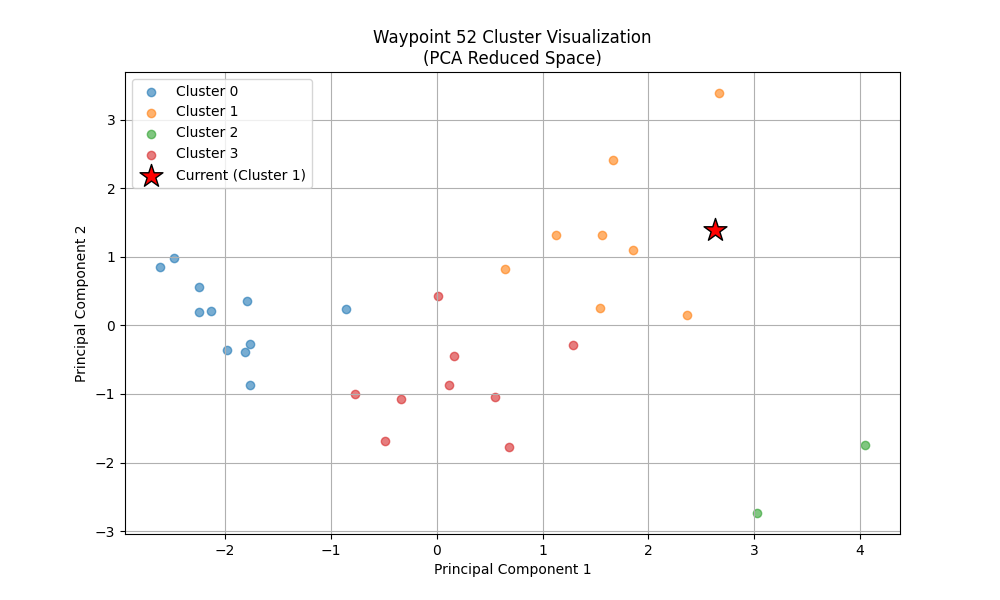 Waypoint 52 Cluster Visualization
(PCA Reduced Space)
Cluster 0
Cluster 1
Cluster 2
Cluster 3
Current (Cluster 1)
Principal Component 2
3
2
1
0
−1
−2
−3
−2
−1
0
1
2
3
4
Principal Component 1